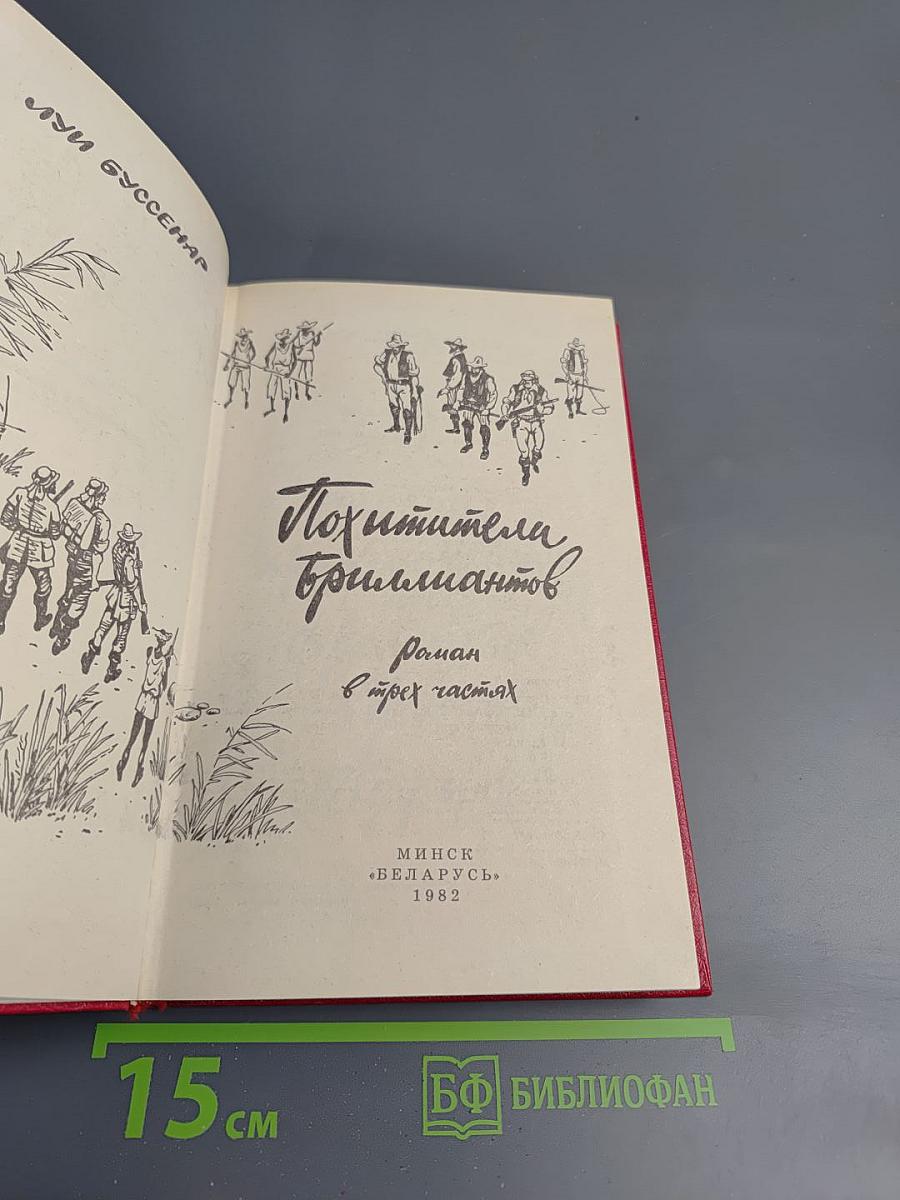 ЛУИ БУССЕНАР
Похитители
Бриллиантов
роман
в трех частях
МИНСК
«БЕЛАРУСЬ»
1982
15 см
БФ БИБЛИОФАН